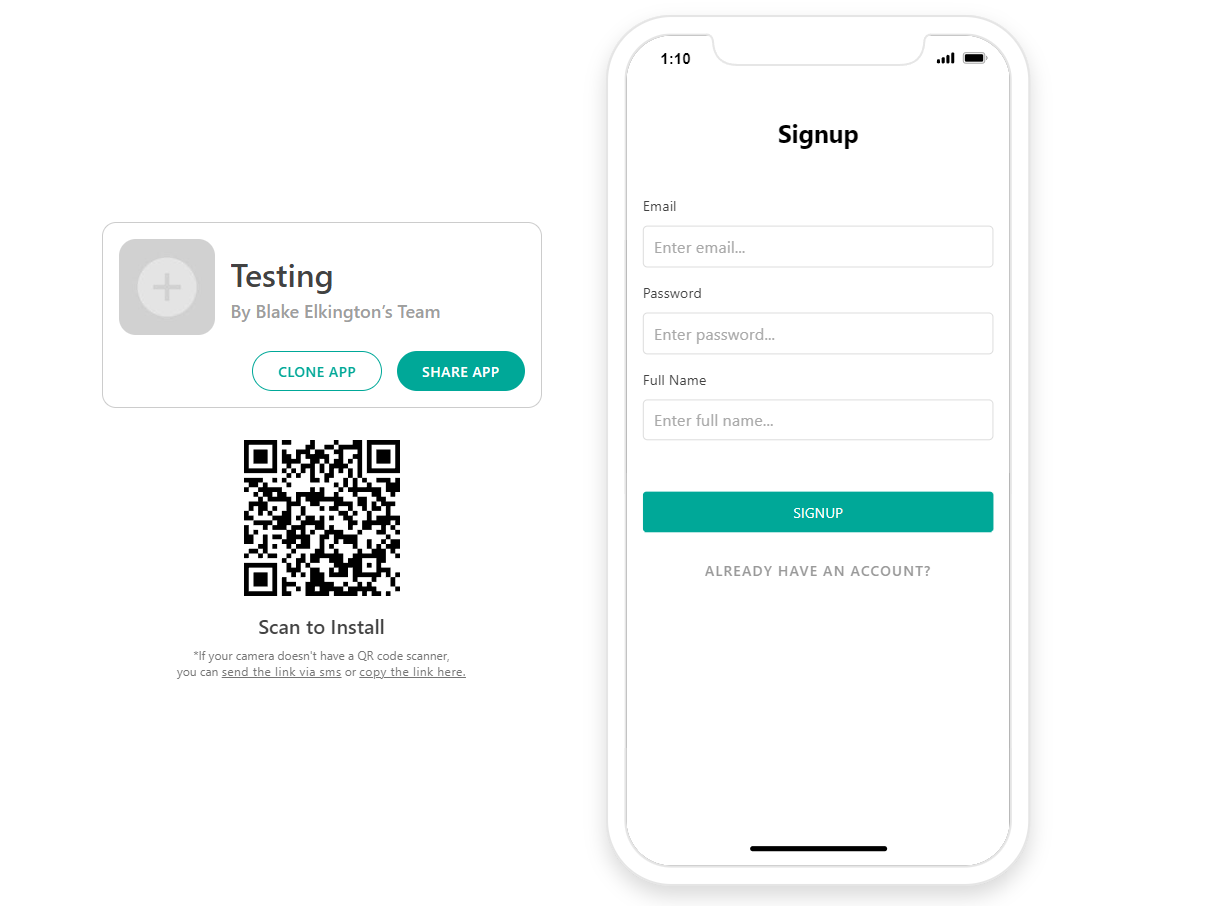 Testing
By Blake Elkington’s Team
CLONE APP
SHARE APP
Scan to Install
*If your camera doesn't have a QR code scanner,
you can send the link via sms or copy the link here.
1:10
Signup
Email
Enter email...
Password
Enter password...
Full Name
Enter full name...
SIGNUP
ALREADY HAVE AN ACCOUNT?